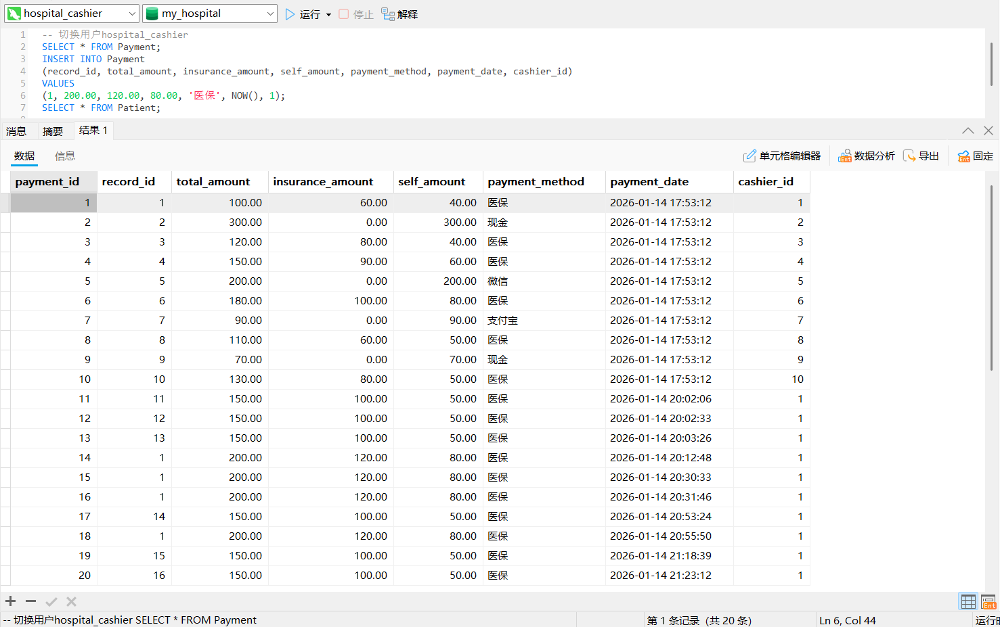 hospital_cashier my_hospital 运行 停止 解释
1 -- 切换用户hospital_cashier
2 SELECT * FROM Payment;
3 INSERT INTO Payment
4 (record_id, total_amount, insurance_amount, self_amount, payment_method, payment_date, cashier_id)
5 VALUES
6 (1, 200.00, 120.00, 80.00, '医保', NOW(), 1);
7 SELECT * FROM Patient;
消息 摘要 结果 1
数据 信息 单元格编辑器 Ent 数据分析 导出 Ent 固定
payment_id record_id total_amount insurance_amount self_amount payment_method payment_date cashier_id
1 1 100.00 60.00 40.00 医保 2026-01-14 17:53:12 1
2 2 300.00 0.00 300.00 现金 2026-01-14 17:53:12 2
3 3 120.00 80.00 40.00 医保 2026-01-14 17:53:12 3
4 4 150.00 90.00 60.00 医保 2026-01-14 17:53:12 4
5 5 200.00 0.00 200.00 微信 2026-01-14 17:53:12 5
6 6 180.00 100.00 80.00 医保 2026-01-14 17:53:12 6
7 7 90.00 0.00 90.00 支付宝 2026-01-14 17:53:12 7
8 8 110.00 60.00 50.00 医保 2026-01-14 17:53:12 8
9 9 70.00 0.00 70.00 现金 2026-01-14 17:53:12 9
10 10 130.00 80.00 50.00 医保 2026-01-14 17:53:12 10
11 11 150.00 100.00 50.00 医保 2026-01-14 20:02:06 1
12 12 150.00 100.00 50.00 医保 2026-01-14 20:02:33 1
13 13 150.00 100.00 50.00 医保 2026-01-14 20:03:26 1
14 1 200.00 120.00 80.00 医保 2026-01-14 20:12:48 1
15 1 200.00 120.00 80.00 医保 2026-01-14 20:30:33 1
16 1 200.00 120.00 80.00 医保 2026-01-14 20:31:46 1
17 14 150.00 100.00 50.00 医保 2026-01-14 20:53:24 1
18 1 200.00 120.00 80.00 医保 2026-01-14 20:55:50 1
19 15 150.00 100.00 50.00 医保 2026-01-14 21:18:39 1
20 16 150.00 100.00 50.00 医保 2026-01-14 21:23:12 1
Ent
-- 切换用户hospital_cashier SELECT * FROM Payment 第 1 条记录 (共 20 条) Ln 6, Col 44 运行